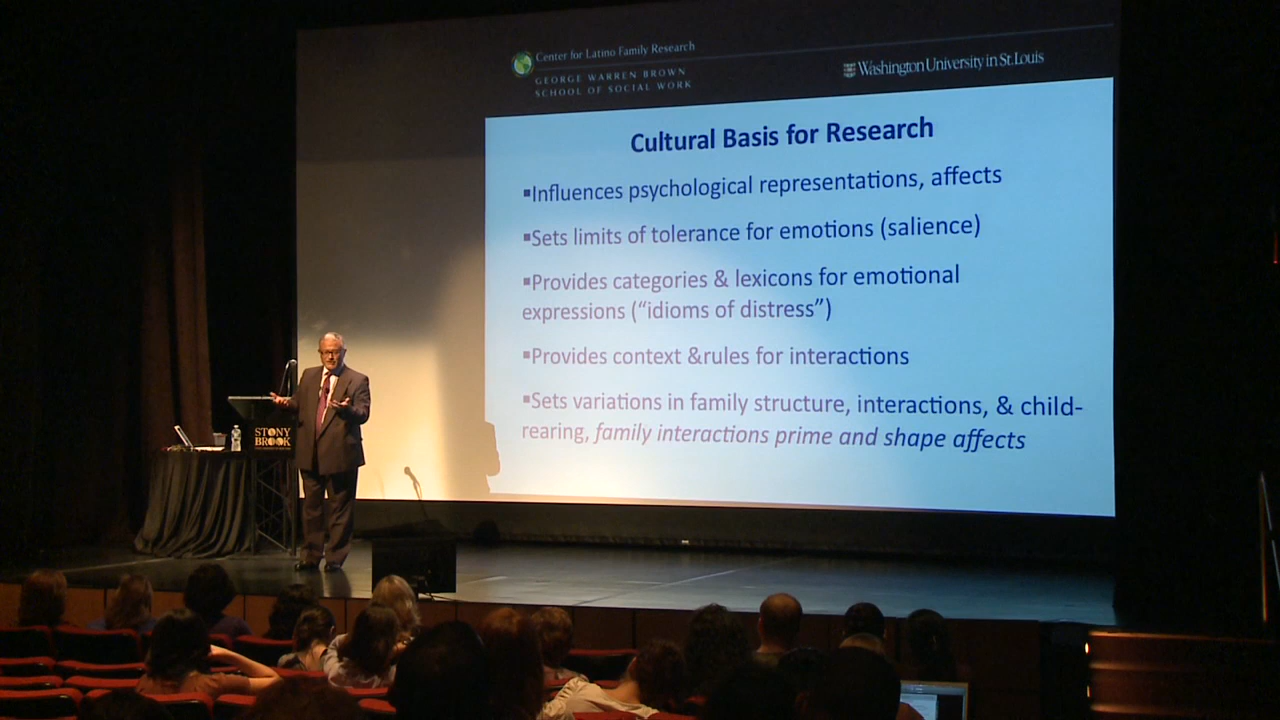 Center for Latino Family Research
GEORGE WARREN BROWN
SCHOOL OF SOCIAL WORK
Washington University in St. Louis
Cultural Basis for Research
▪Influences psychological representations, affects
▪Sets limits of tolerance for emotions (salience)
▪Provides categories & lexicons for emotional
expressions (“idioms of distress”)
▪Provides context &rules for interactions
▪Sets variations in family structure, interactions, & child-
rearing, family interactions prime and shape affects
STONY
BROOK